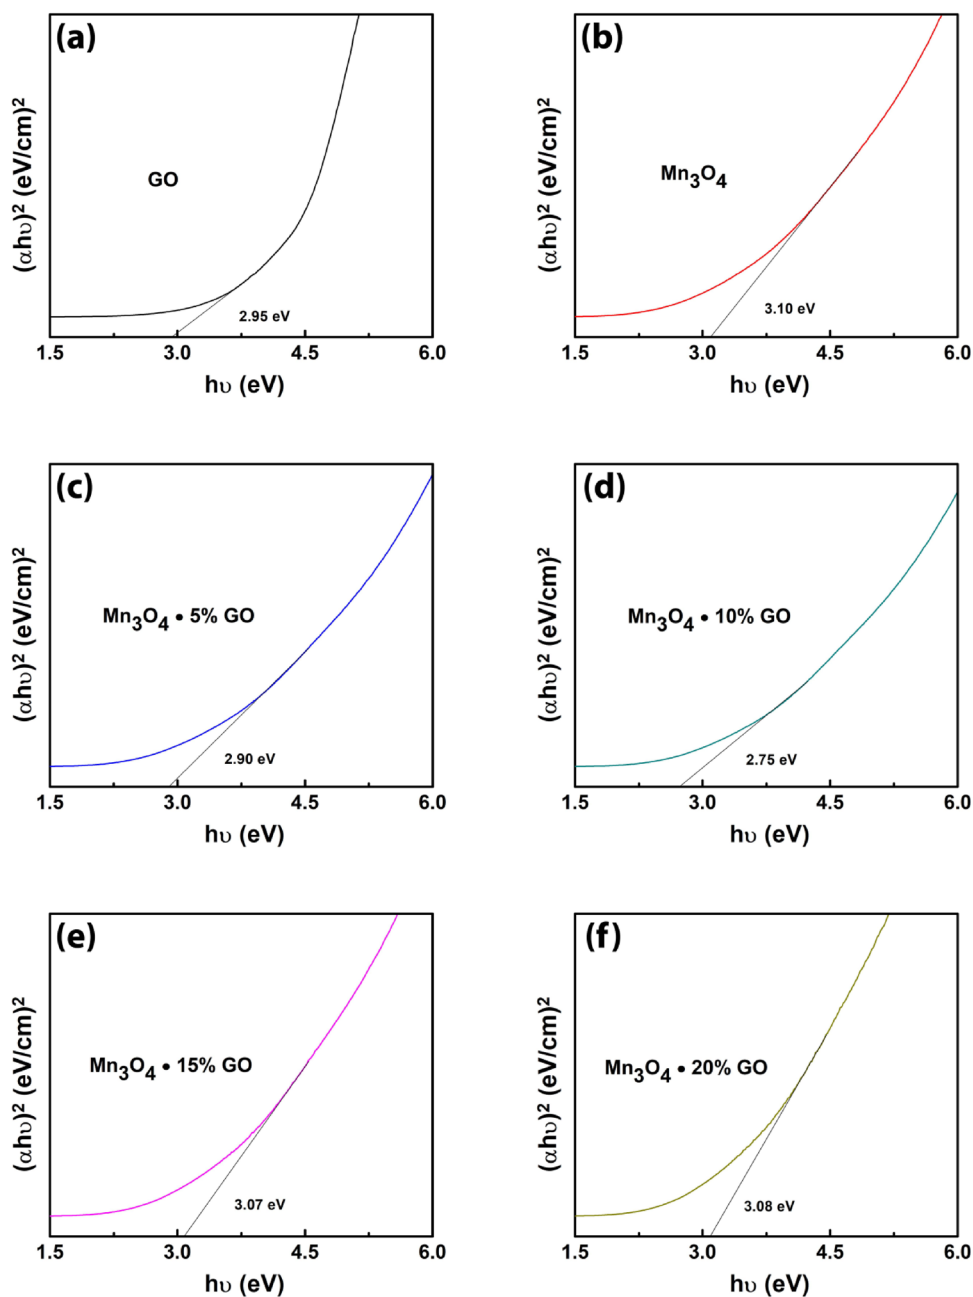 (a)
(αhυ)² (eV/cm)²
GO
2.95 eV
1.5 3.0 4.5 6.0
hυ (eV)
(b)
(αhυ)² (eV/cm)²
Mn₃O₄
3.10 eV
1.5 3.0 4.5 6.0
hυ (eV)
(c)
(αhυ)² (eV/cm)²
Mn₃O₄ • 5% GO
2.90 eV
1.5 3.0 4.5 6.0
hυ (eV)
(d)
(αhυ)² (eV/cm)²
Mn₃O₄ • 10% GO
2.75 eV
1.5 3.0 4.5 6.0
hυ (eV)
(e)
(αhυ)² (eV/cm)²
Mn₃O₄ • 15% GO
3.07 eV
1.5 3.0 4.5 6.0
hυ (eV)
(f)
(αhυ)² (eV/cm)²
Mn₃O₄ • 20% GO
3.08 eV
1.5 3.0 4.5 6.0
hυ (eV)